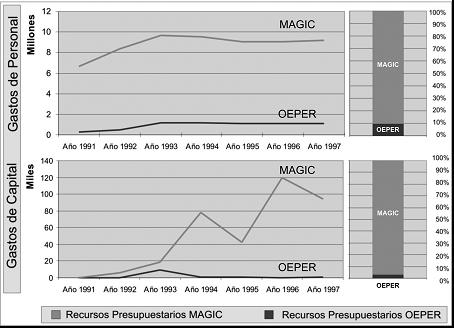 Gastos de Personal
Millones
12
10
8
6
4
2
0
MAGIC
OEPER
Año 1991 Año 1992 Año 1993 Año 1994 Año 1995 Año 1996 Año 1997
100%
90%
80%
70%
60%
50%
40%
30%
20%
10%
0%
MAGIC
OEPER
Gastos de Capital
Miles
140
120
100
80
60
40
20
0
MAGIC
OEPER
Año 1991 Año 1992 Año 1993 Año 1994 Año 1995 Año 1996 Año 1997
100%
90%
80%
70%
60%
50%
40%
30%
20%
10%
0%
MAGIC
OEPER
Recursos Presupuestarios MAGIC Recursos Presupuestarios OEPER